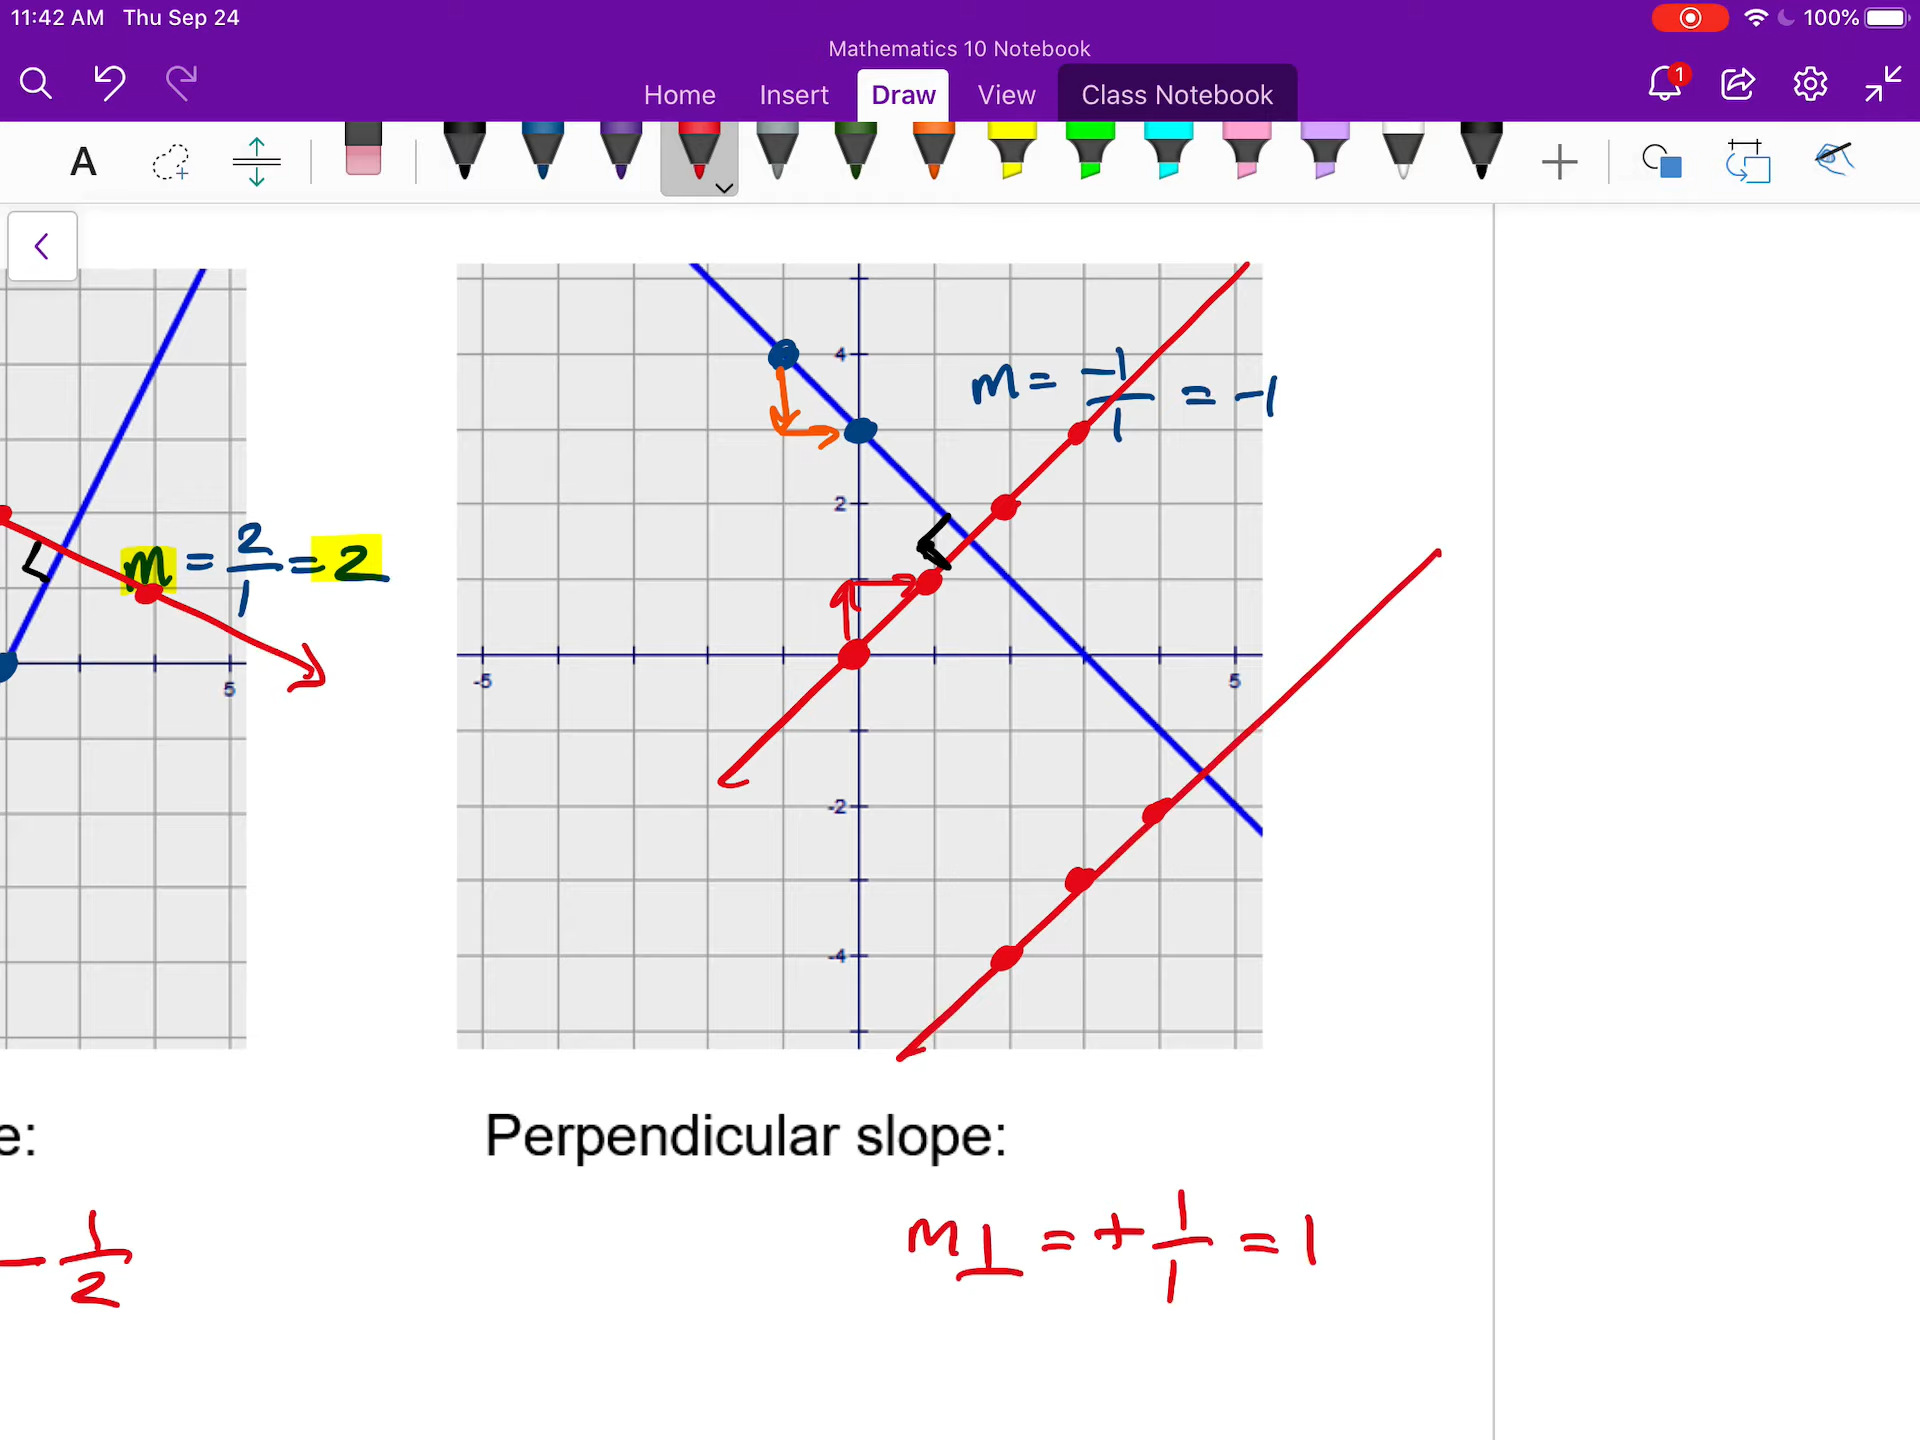 11:42 AM Thu Sep 24
100%
Mathematics 10 Notebook
Home Insert Draw View Class Notebook
1
A
4
m = -1/1 = -1
2
m = 2/1 = 2
5
-5
5
-2
-4
e:
Perpendicular slope:
- 1/2
m⊥ = + 1/1 = 1